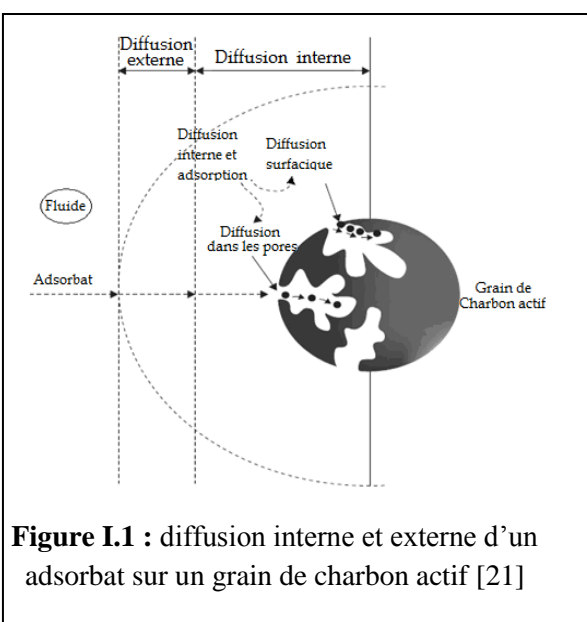 Diffusion
externe
Diffusion interne
Diffusion
interne et
adsorption
Diffusion
surfacique
Fluide
Diffusion
dans les pores
Adsorbat
Grain de
Charbon actif
Figure I.1 : diffusion interne et externe d’un
adsorbat sur un grain de charbon actif [21]